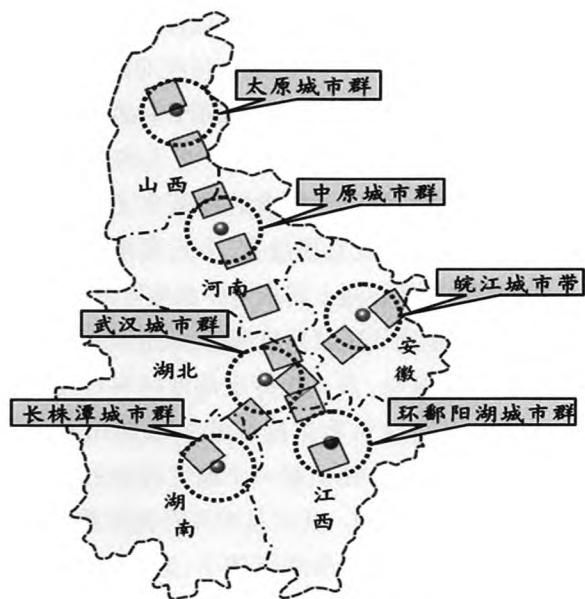 太原城市群
山西
中原城市群
河南
皖江城市带
武汉城市群
安徽
湖北
长株潭城市群
环鄱阳湖城市群
湖南
江西